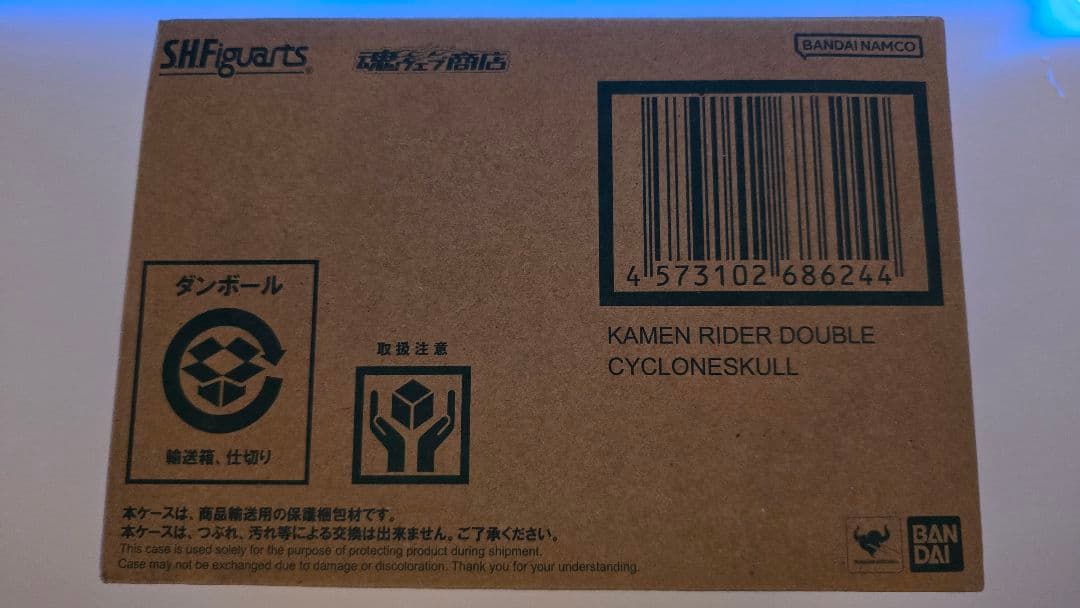 S.H.Figuarts
魂ウェブ商店
BANDAI NAMCO
4 573102 686244
KAMEN RIDER DOUBLE
CYCLONESKULL
ダンボール
輸送箱、仕切り
取扱注意
本ケースは、商品輸送用の保護梱包材です。
本ケースは、つぶれ、汚れ等による交換は出来ません。ご了承ください。
This case is used solely for the purpose of protecting product during shipment.
Case may not be exchanged due to damage or discoloration. Thank you for your understanding.
BAN
DAI